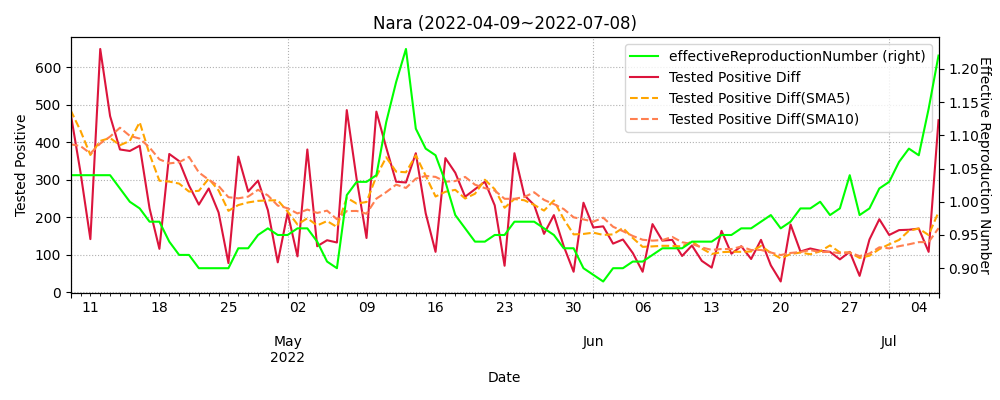 Nara (2022-04-09~2022-07-08)
effectiveReproductionNumber (right)
Tested Positive Diff
Tested Positive Diff(SMA5)
Tested Positive Diff(SMA10)
Tested Positive
600
500
400
300
200
100
0
1.20
1.15
1.10
1.05
1.00
0.95
0.90
Effective Reproduction Number
11 18 25 02 09 16 23 30 06 13 20 27 04
May Jun Jul
2022
Date